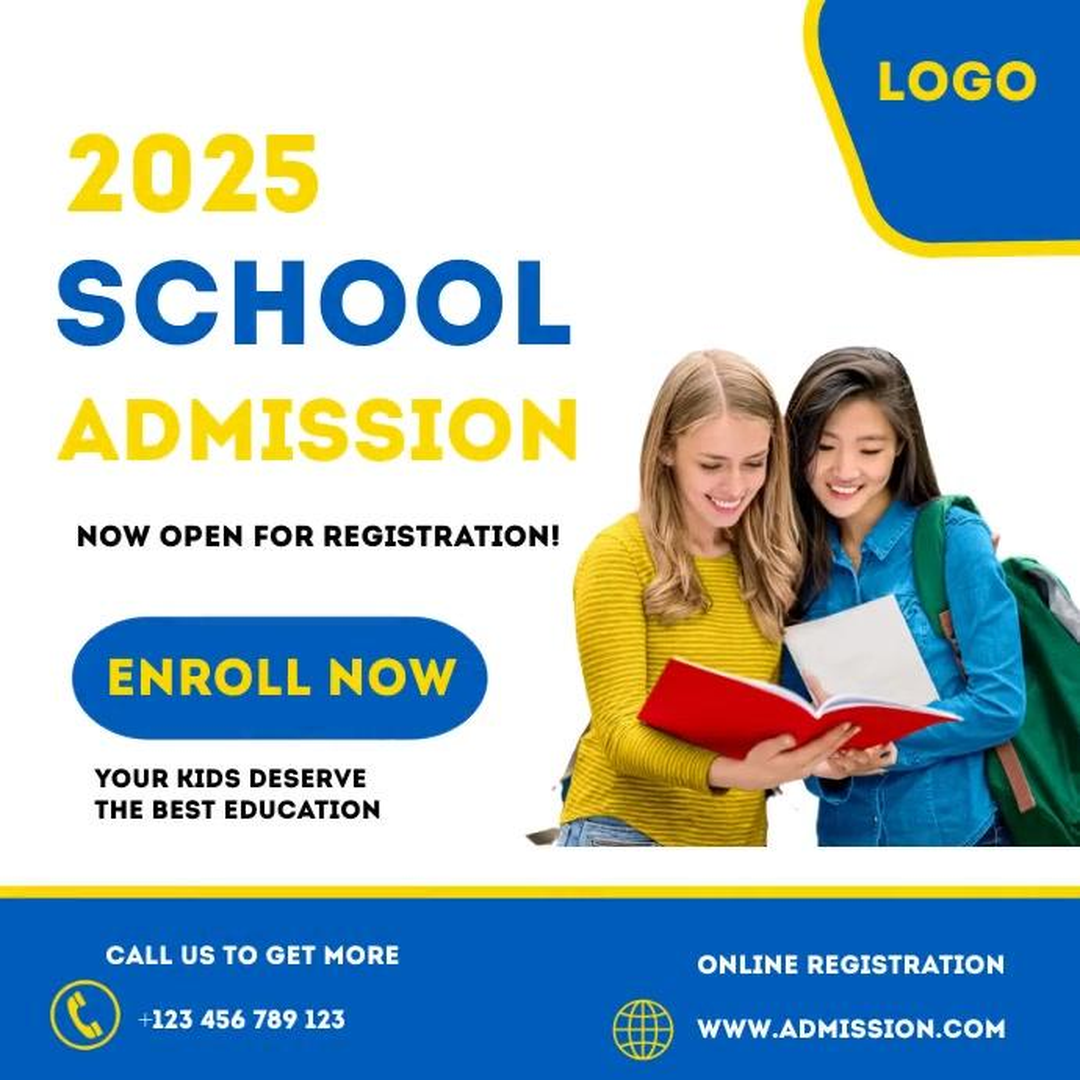 LOGO
2025
SCHOOL
ADMISSION
NOW OPEN FOR REGISTRATION!
ENROLL NOW
YOUR KIDS DESERVE
THE BEST EDUCATION
CALL US TO GET MORE
+123 456 789 123
ONLINE REGISTRATION
WWW.ADMISSION.COM